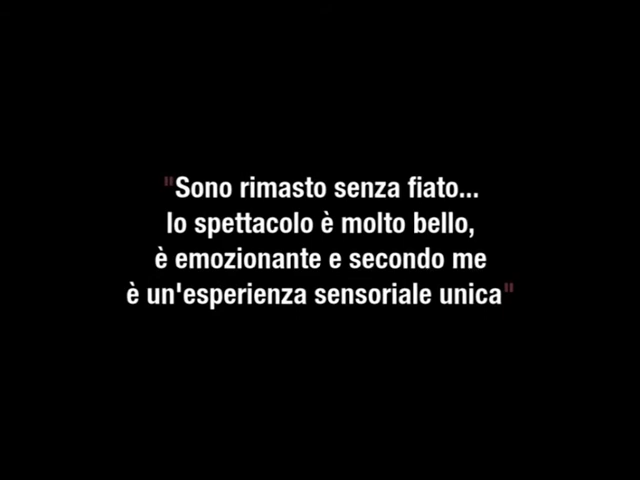 "Sono rimasto senza fiato...
lo spettacolo è molto bello,
è emozionante e secondo me
è un'esperienza sensoriale unica"